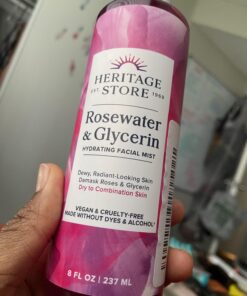 HERITAGE
EST. 1969
STORE
Rosewater
& Glycerin
HYDRATING FACIAL MIST
Dewy, Radiant-Looking Skin
Damask Roses & Glycerin
Dry to Combination Skin
VEGAN & CRUELTY-FREE
MADE WITHOUT DYES & ALCOHOL
8 FL OZ | 237 ML